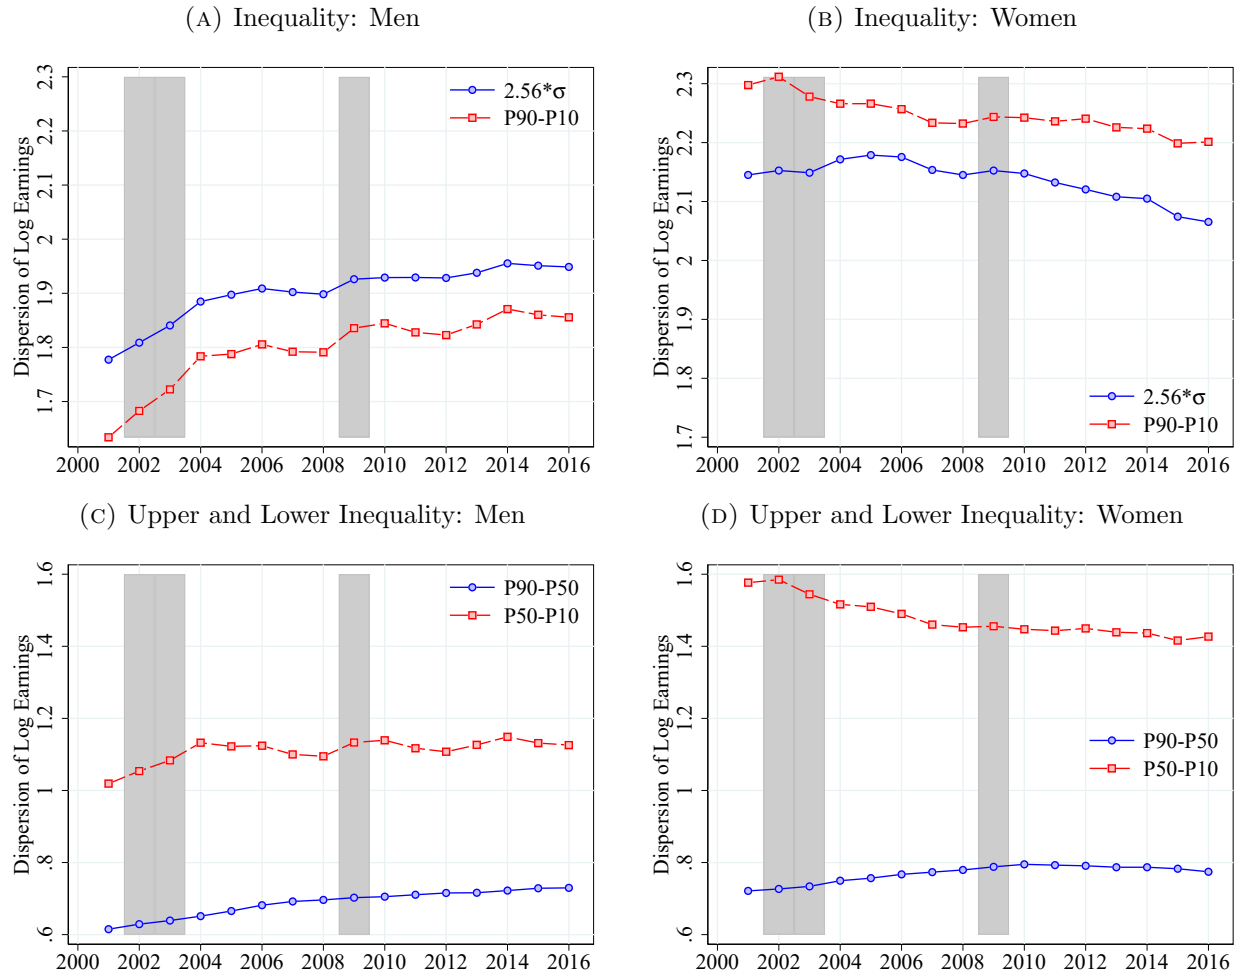 (A) Inequality: Men
Dispersion of Log Earnings
2.3
2.2
2.1
2
1.9
1.8
1.7
2.56*σ
P90-P10
2000 2002 2004 2006 2008 2010 2012 2014 2016
(B) Inequality: Women
Dispersion of Log Earnings
2.3
2.2
2.1
2
1.9
1.8
1.7
2.56*σ
P90-P10
2000 2002 2004 2006 2008 2010 2012 2014 2016
(C) Upper and Lower Inequality: Men
Dispersion of Log Earnings
1.6
1.4
1.2
1
.8
.6
P90-P50
P50-P10
2000 2002 2004 2006 2008 2010 2012 2014 2016
(D) Upper and Lower Inequality: Women
Dispersion of Log Earnings
1.6
1.4
1.2
1
.8
.6
P90-P50
P50-P10
2000 2002 2004 2006 2008 2010 2012 2014 2016